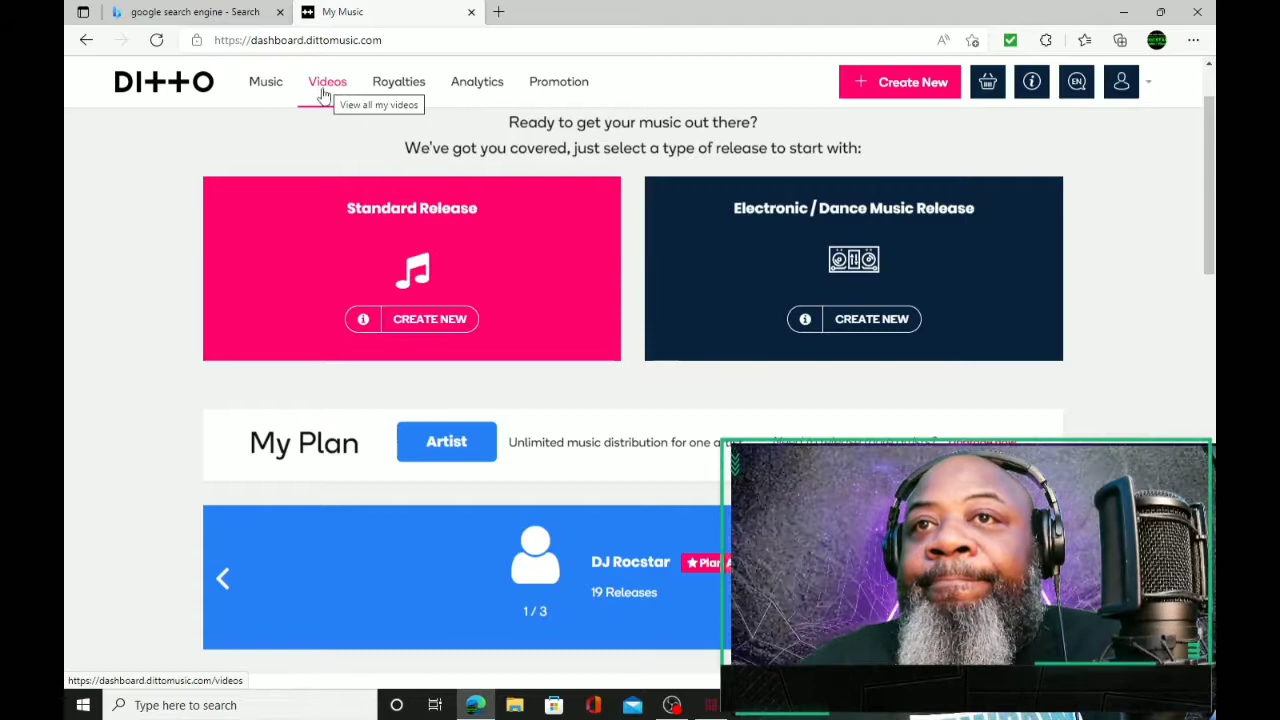 google search engine - Search
My Music
https://dashboard.dittomusic.com
DITTO
Music
Videos
Royalties
Analytics
Promotion
Create New
EN
View all my videos
Ready to get your music out there?
We've got you covered, just select a type of release to start with:
Standard Release
Electronic / Dance Music Release
CREATE NEW
CREATE NEW
My Plan
Artist
Unlimited music distribution for one
DJ Rocstar
Plan
19 Releases
1 / 3
https://dashboard.dittomusic.com/videos
Type here to search